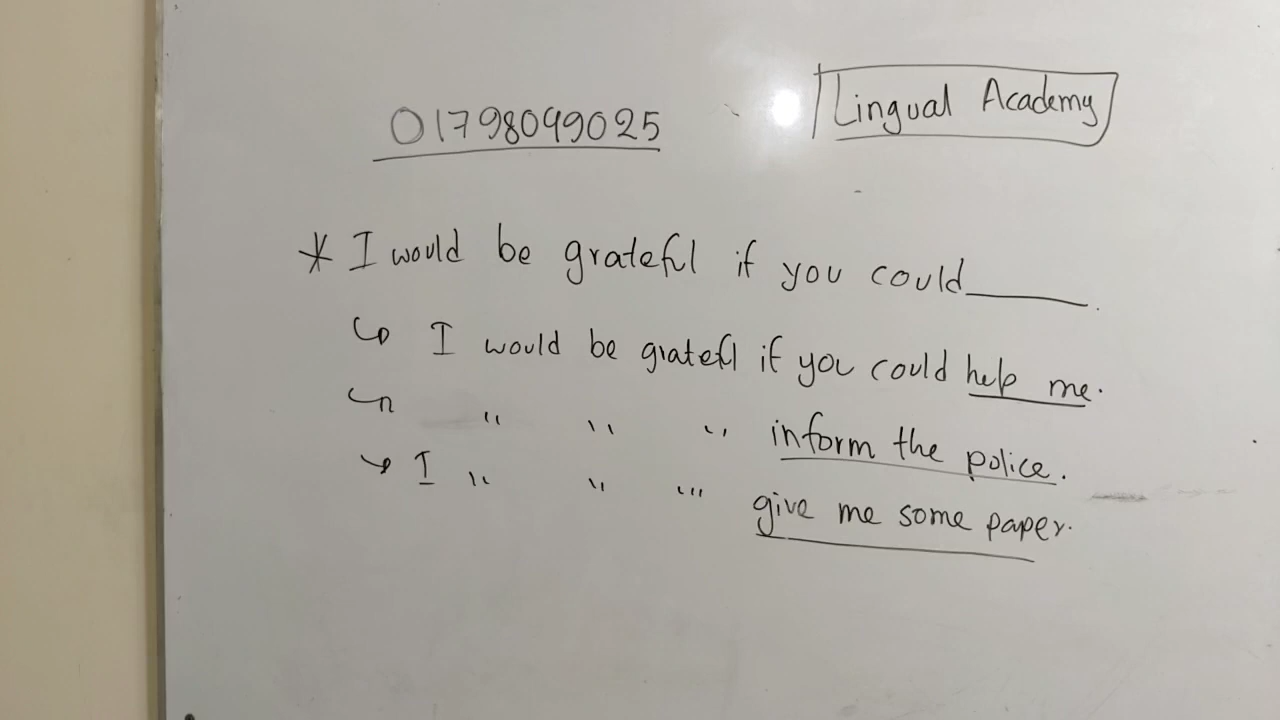 01798099025
Lingual Academy
* I would be grateful if you could______.
↳ I would be grateful if you could help me.
↳ " " " inform the police.
↳ I " " " give me some paper.